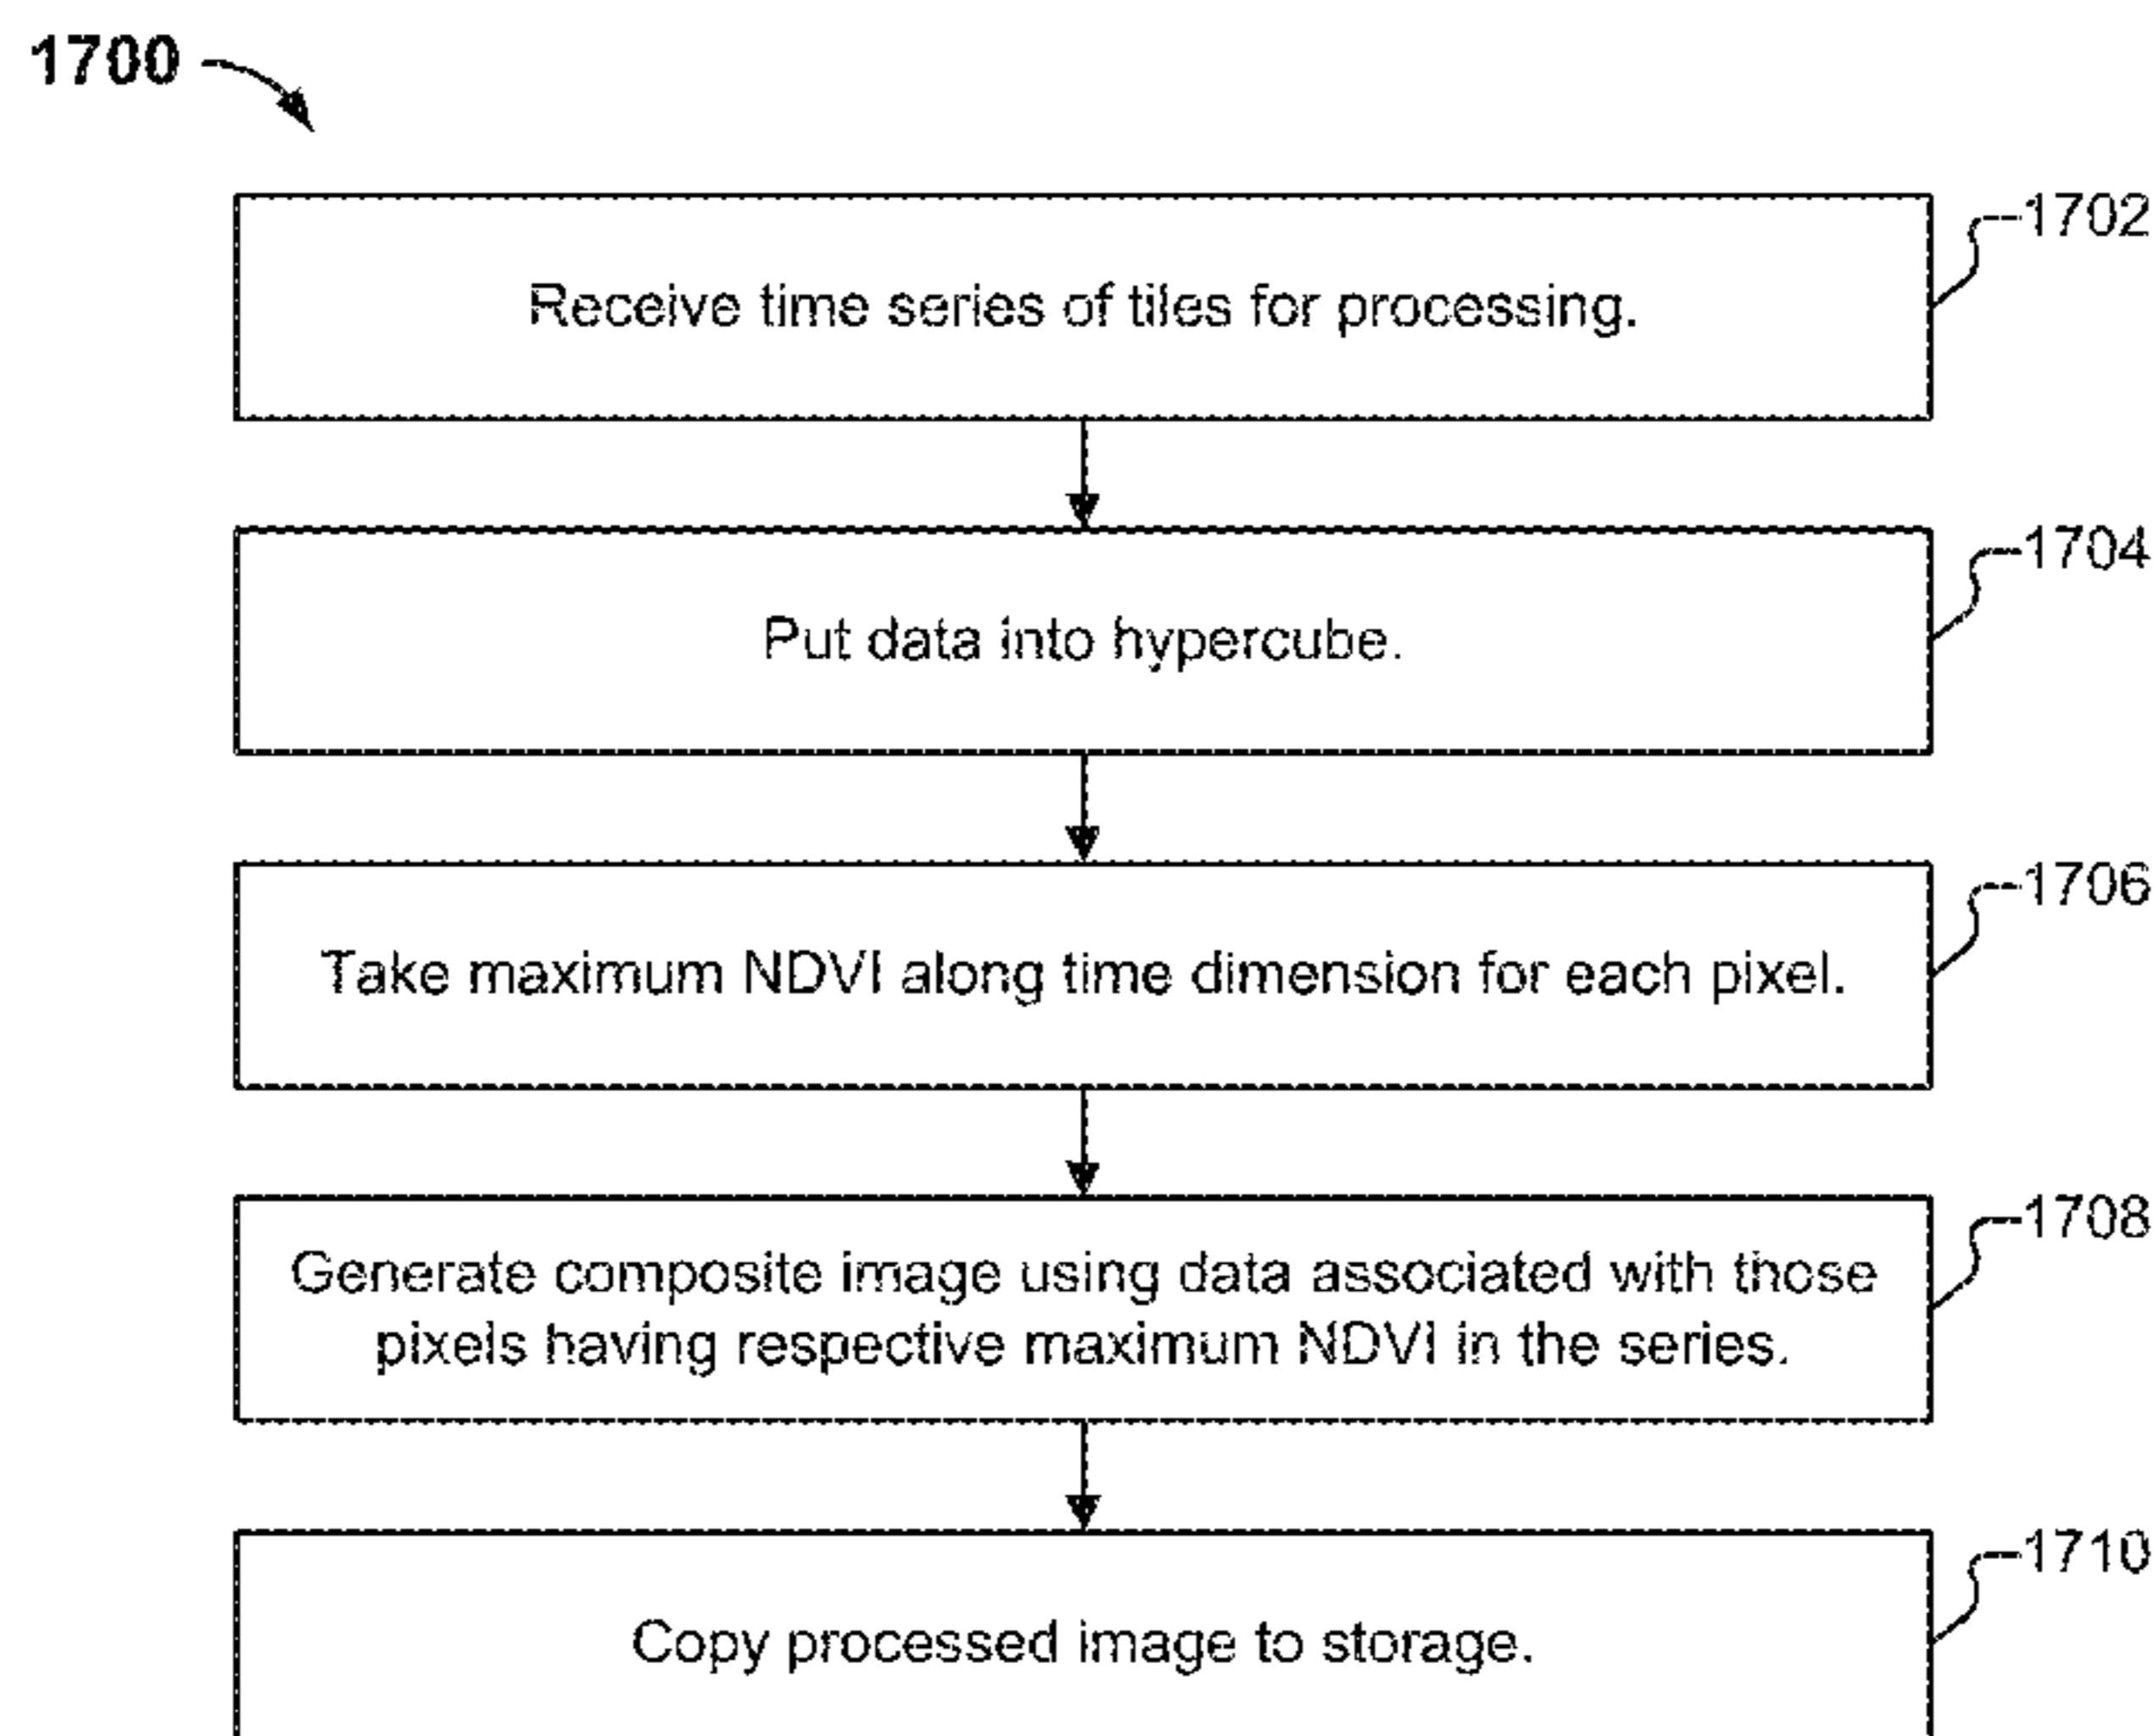 1700
1702
Receive time series of tiles for processing.
1704
Put data into hypercube.
1706
Take maximum NDVI along time dimension for each pixel.
1708
Generate composite image using data associated with those
pixels having respective maximum NDVI in the series.
1710
Copy processed image to storage.